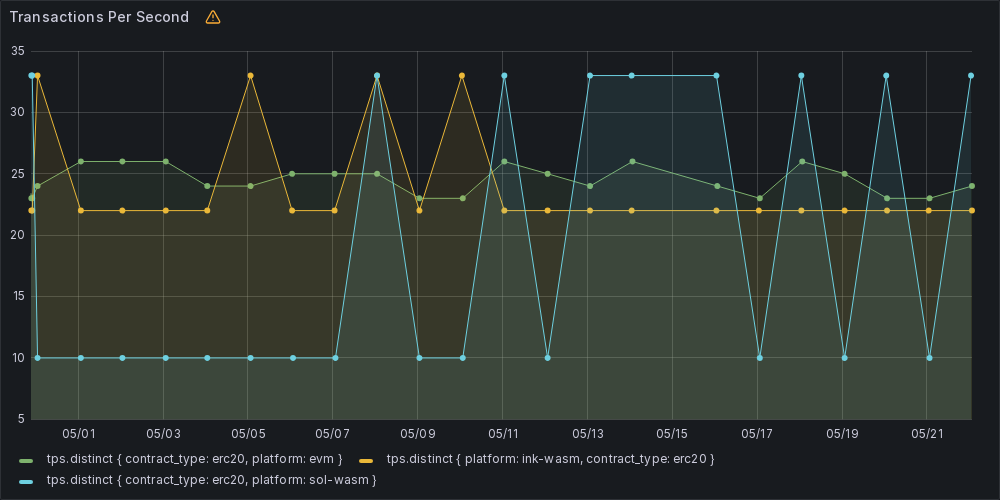 Transactions Per Second
35
30
25
20
15
10
5
05/01 05/03 05/05 05/07 05/09 05/11 05/13 05/15 05/17 05/19 05/21
tps.distinct { contract_type: erc20, platform: evm } tps.distinct { platform: ink-wasm, contract_type: erc20 }
tps.distinct { contract_type: erc20, platform: sol-wasm }